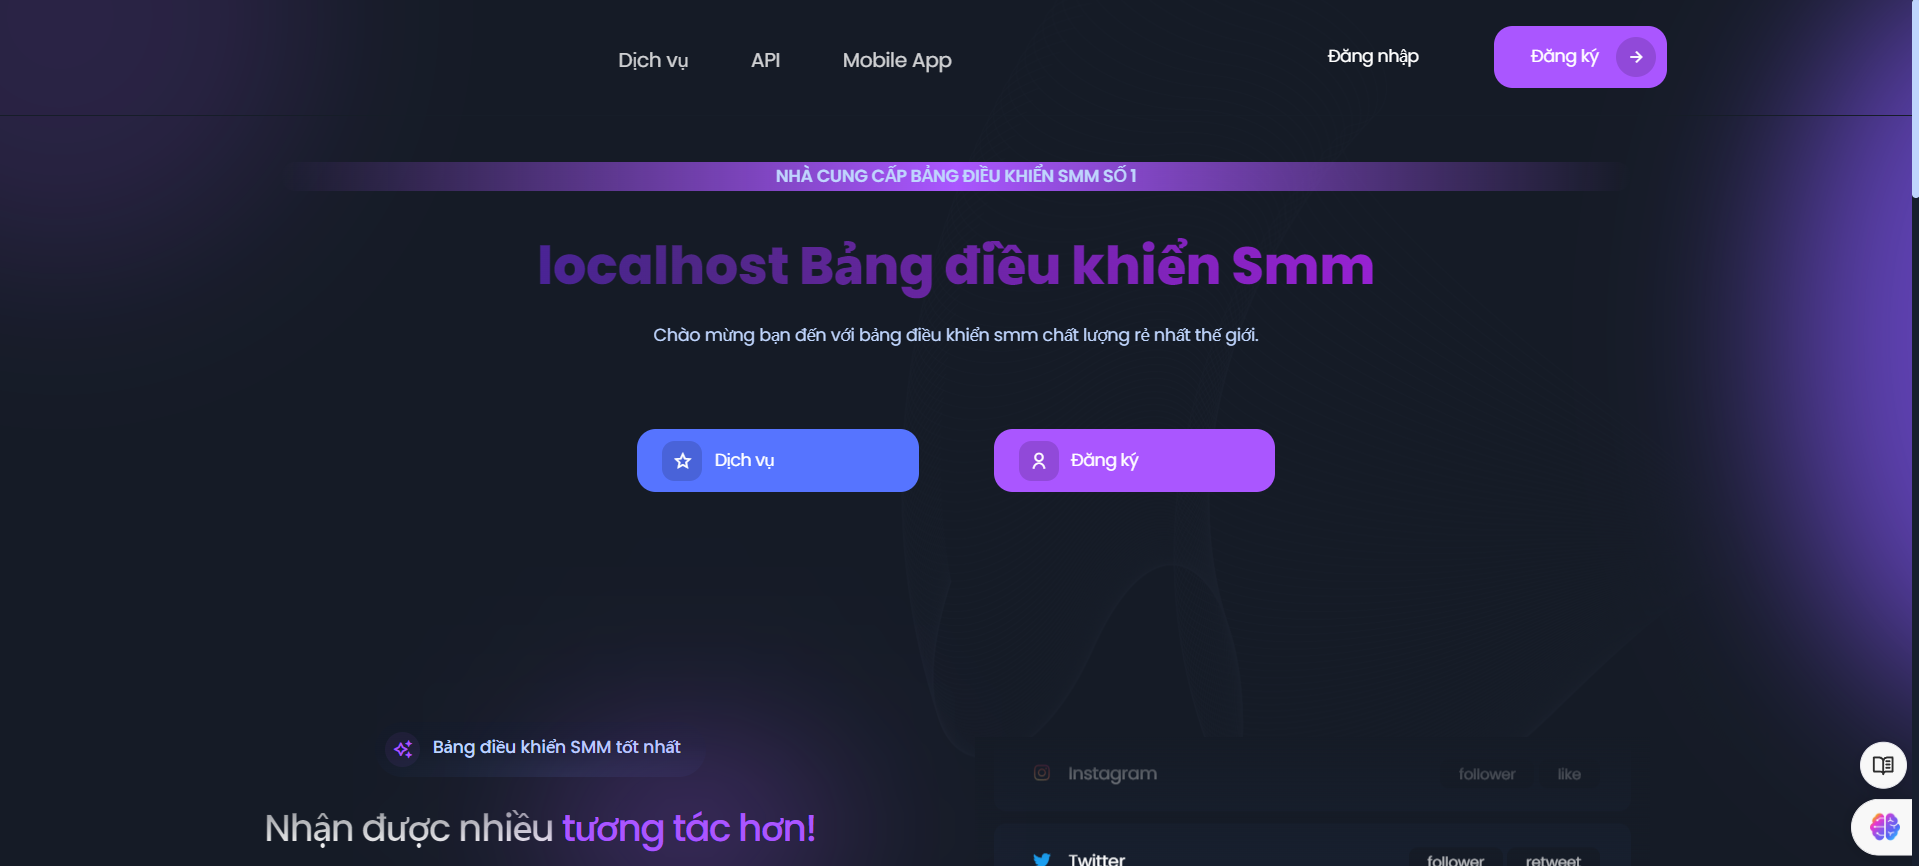 Dịch vụ API Mobile App Đăng nhập Đăng ký
NHÀ CUNG CẤP BẢNG ĐIỀU KHIỂN SMM SỐ 1
localhost Bảng điều khiển Smm
Chào mừng bạn đến với bảng điều khiển smm chất lượng rẻ nhất thế giới.
Dịch vụ Đăng ký
Bảng điều khiển SMM tốt nhất
Nhận được nhiều tương tác hơn!
Instagram follower like
Twitter follower retweet